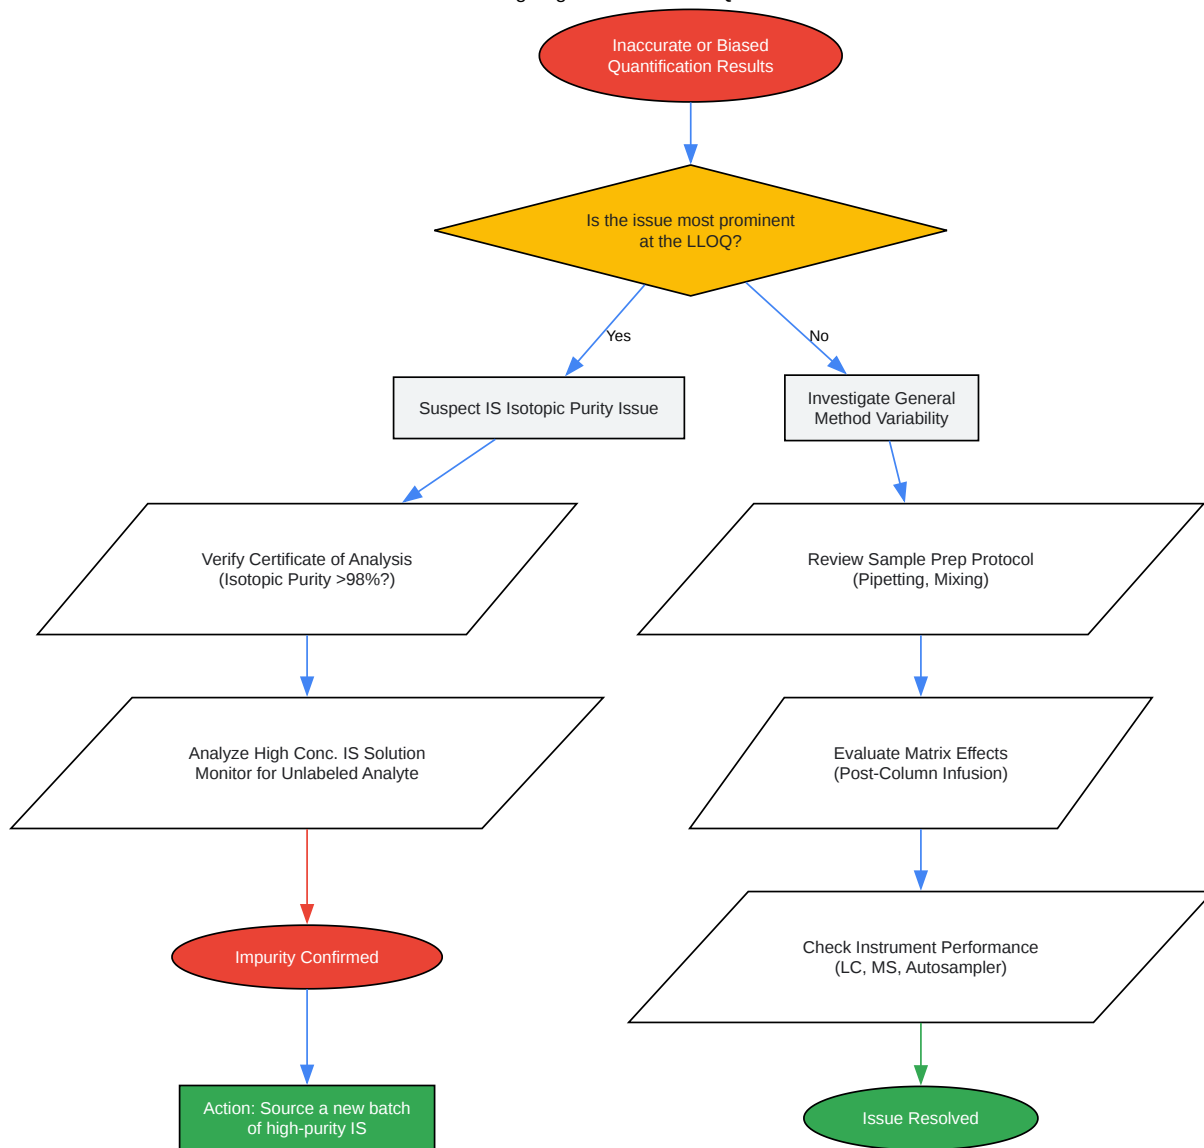 Inaccurate or Biased
Quantification Results
Is the issue most prominent
at the LLOQ?
Yes
No
Suspect IS Isotopic Purity Issue
Investigate General
Method Variability
Verify Certificate of Analysis
(Isotopic Purity >98%?)
Review Sample Prep Protocol
(Pipetting, Mixing)
Analyze High Conc. IS Solution
Monitor for Unlabeled Analyte
Evaluate Matrix Effects
(Post-Column Infusion)
Impurity Confirmed
Check Instrument Performance
(LC, MS, Autosampler)
Action: Source a new batch
of high-purity IS
Issue Resolved